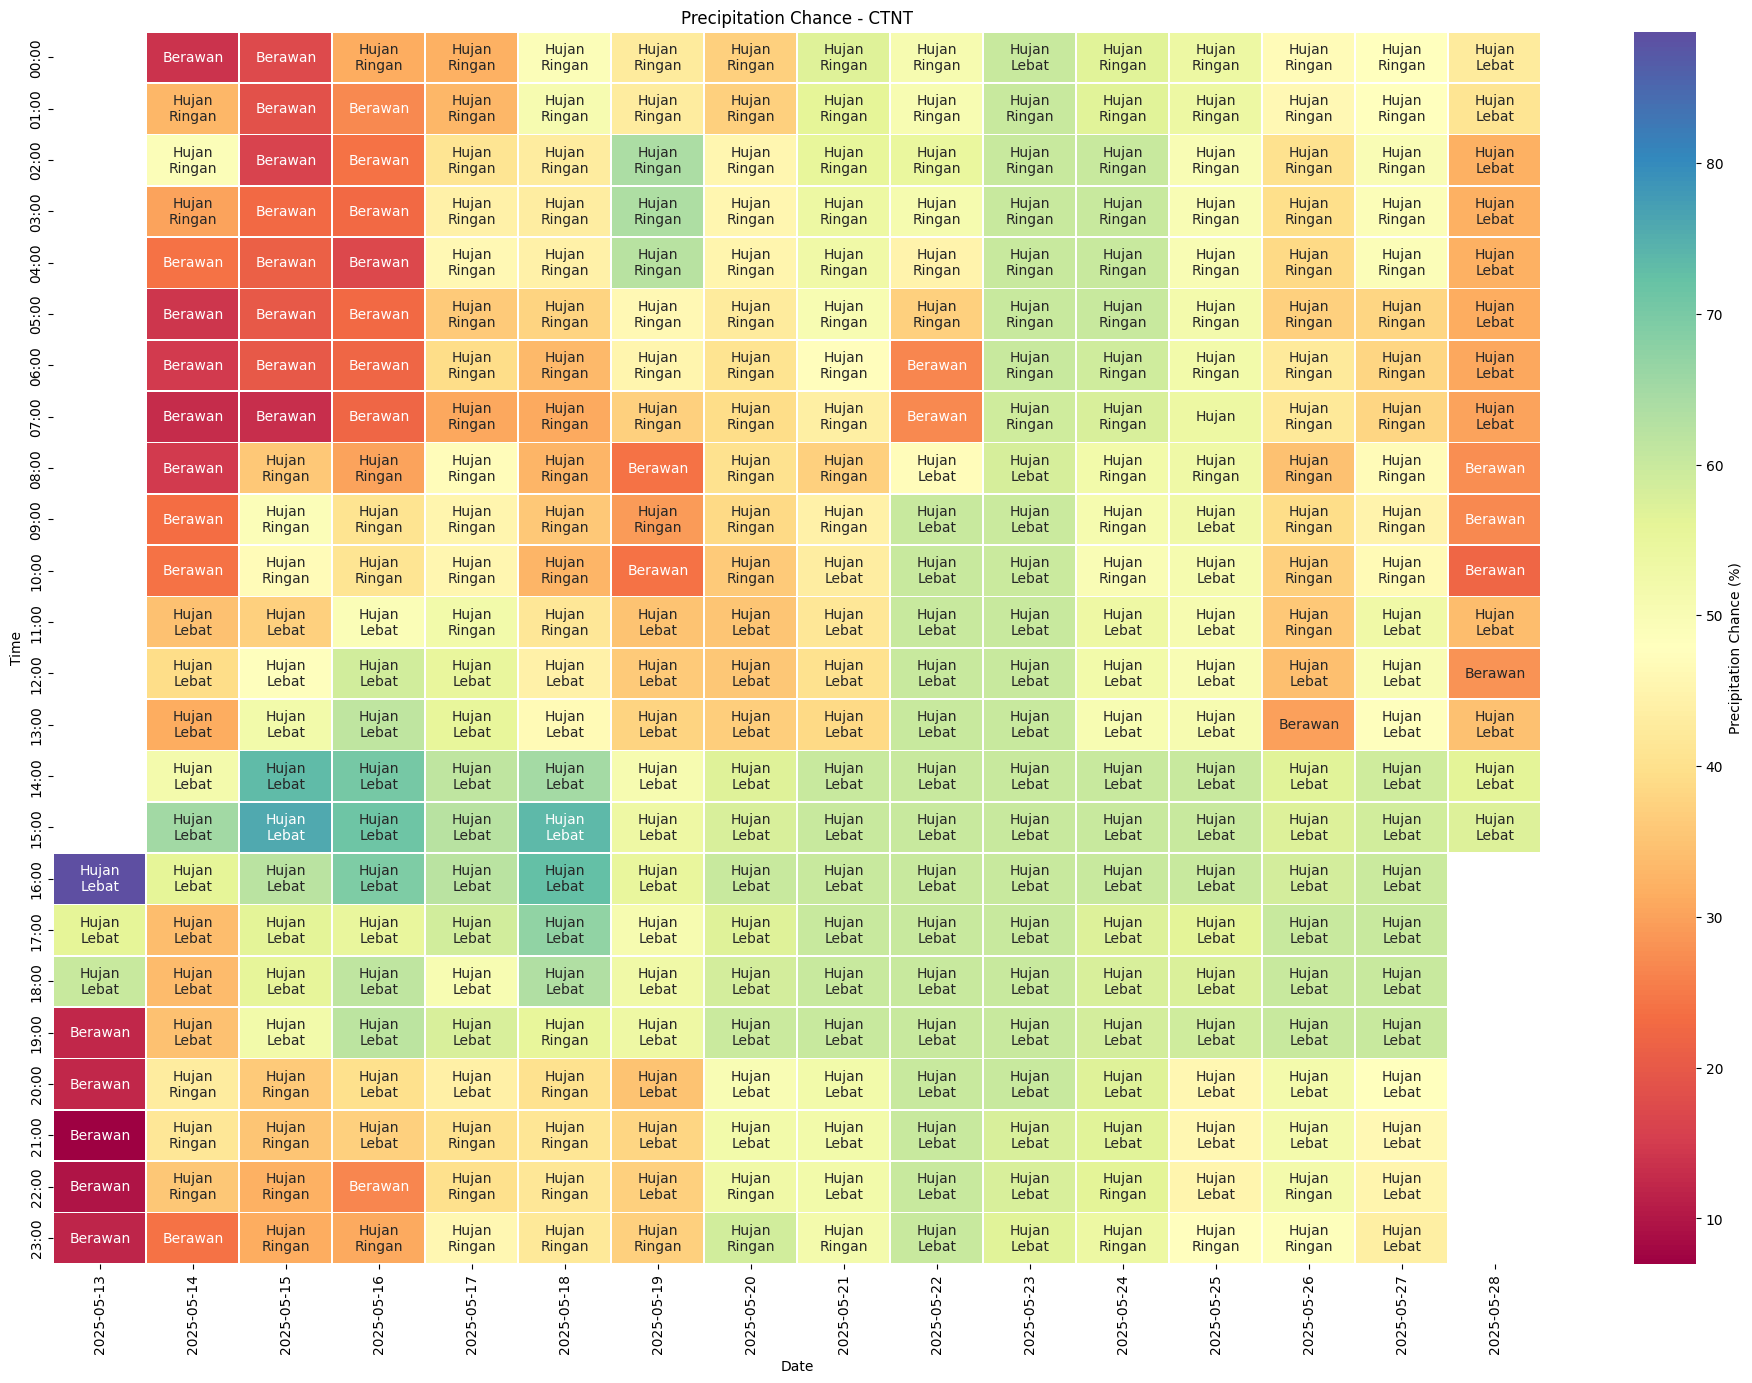 Precipitation Chance - CTNT
Time
00:00 Berawan Berawan Hujan Ringan Hujan Ringan Hujan Ringan Hujan Ringan Hujan Ringan Hujan Ringan Hujan Ringan Hujan Lebat Hujan Ringan Hujan Ringan Hujan Ringan Hujan Ringan Hujan Lebat
01:00 Hujan Ringan Berawan Berawan Hujan Ringan Hujan Ringan Hujan Ringan Hujan Ringan Hujan Ringan Hujan Ringan Hujan Ringan Hujan Ringan Hujan Ringan Hujan Ringan Hujan Ringan Hujan Lebat
02:00 Hujan Ringan Berawan Berawan Hujan Ringan Hujan Ringan Hujan Ringan Hujan Ringan Hujan Ringan Hujan Ringan Hujan Ringan Hujan Ringan Hujan Ringan Hujan Ringan Hujan Ringan Hujan Lebat
03:00 Hujan Ringan Berawan Berawan Hujan Ringan Hujan Ringan Hujan Ringan Hujan Ringan Hujan Ringan Hujan Ringan Hujan Ringan Hujan Ringan Hujan Ringan Hujan Ringan Hujan Ringan Hujan Lebat
04:00 Berawan Berawan Berawan Hujan Ringan Hujan Ringan Hujan Ringan Hujan Ringan Hujan Ringan Hujan Ringan Hujan Ringan Hujan Ringan Hujan Ringan Hujan Ringan Hujan Ringan Hujan Lebat
05:00 Berawan Berawan Berawan Hujan Ringan Hujan Ringan Hujan Ringan Hujan Ringan Hujan Ringan Hujan Ringan Hujan Ringan Hujan Ringan Hujan Ringan Hujan Ringan Hujan Ringan Hujan Lebat
06:00 Berawan Berawan Berawan Hujan Ringan Hujan Ringan Hujan Ringan Hujan Ringan Hujan Ringan Berawan Hujan Ringan Hujan Ringan Hujan Ringan Hujan Ringan Hujan Ringan Hujan Lebat
07:00 Berawan Berawan Berawan Hujan Ringan Hujan Ringan Hujan Ringan Hujan Ringan Hujan Ringan Berawan Hujan Ringan Hujan Ringan Hujan Hujan Ringan Hujan Ringan Hujan Lebat
08:00 Berawan Hujan Ringan Hujan Ringan Hujan Ringan Hujan Ringan Berawan Hujan Ringan Hujan Ringan Hujan Lebat Hujan Lebat Hujan Ringan Hujan Ringan Hujan Ringan Hujan Ringan Berawan
09:00 Berawan Hujan Ringan Hujan Ringan Hujan Ringan Hujan Ringan Hujan Ringan Hujan Ringan Hujan Ringan Hujan Lebat Hujan Lebat Hujan Ringan Hujan Lebat Hujan Ringan Hujan Ringan Berawan
10:00 Berawan Hujan Ringan Hujan Ringan Hujan Ringan Hujan Ringan Berawan Hujan Ringan Hujan Lebat Hujan Lebat Hujan Lebat Hujan Ringan Hujan Lebat Hujan Ringan Hujan Ringan Berawan
11:00 Hujan Lebat Hujan Lebat Hujan Lebat Hujan Ringan Hujan Ringan Hujan Lebat Hujan Lebat Hujan Lebat Hujan Lebat Hujan Lebat Hujan Lebat Hujan Lebat Hujan Ringan Hujan Lebat Hujan Lebat
12:00 Hujan Lebat Hujan Lebat Hujan Lebat Hujan Lebat Hujan Lebat Hujan Lebat Hujan Lebat Hujan Lebat Hujan Lebat Hujan Lebat Hujan Lebat Hujan Lebat Hujan Lebat Hujan Lebat Berawan
13:00 Hujan Lebat Hujan Lebat Hujan Lebat Hujan Lebat Hujan Lebat Hujan Lebat Hujan Lebat Hujan Lebat Hujan Lebat Hujan Lebat Hujan Lebat Hujan Lebat Berawan Hujan Lebat Hujan Lebat
14:00 Hujan Lebat Hujan Lebat Hujan Lebat Hujan Lebat Hujan Lebat Hujan Lebat Hujan Lebat Hujan Lebat Hujan Lebat Hujan Lebat Hujan Lebat Hujan Lebat Hujan Lebat Hujan Lebat Hujan Lebat
15:00 Hujan Lebat Hujan Lebat Hujan Lebat Hujan Lebat Hujan Lebat Hujan Lebat Hujan Lebat Hujan Lebat Hujan Lebat Hujan Lebat Hujan Lebat Hujan Lebat Hujan Lebat Hujan Lebat Hujan Lebat
16:00 Hujan Lebat Hujan Lebat Hujan Lebat Hujan Lebat Hujan Lebat Hujan Lebat Hujan Lebat Hujan Lebat Hujan Lebat Hujan Lebat Hujan Lebat Hujan Lebat Hujan Lebat Hujan Lebat Hujan Lebat
17:00 Hujan Lebat Hujan Lebat Hujan Lebat Hujan Lebat Hujan Lebat Hujan Lebat Hujan Lebat Hujan Lebat Hujan Lebat Hujan Lebat Hujan Lebat Hujan Lebat Hujan Lebat Hujan Lebat Hujan Lebat
18:00 Hujan Lebat Hujan Lebat Hujan Lebat Hujan Lebat Hujan Lebat Hujan Lebat Hujan Lebat Hujan Lebat Hujan Lebat Hujan Lebat Hujan Lebat Hujan Lebat Hujan Lebat Hujan Lebat Hujan Lebat
19:00 Berawan Hujan Lebat Hujan Lebat Hujan Lebat Hujan Lebat Hujan Ringan Hujan Lebat Hujan Lebat Hujan Lebat Hujan Lebat Hujan Lebat Hujan Lebat Hujan Lebat Hujan Lebat Hujan Lebat
20:00 Berawan Hujan Ringan Hujan Ringan Hujan Lebat Hujan Lebat Hujan Ringan Hujan Lebat Hujan Lebat Hujan Lebat Hujan Lebat Hujan Lebat Hujan Lebat Hujan Lebat Hujan Lebat Hujan Lebat
21:00 Berawan Hujan Ringan Hujan Ringan Hujan Lebat Hujan Ringan Hujan Ringan Hujan Lebat Hujan Lebat Hujan Lebat Hujan Lebat Hujan Lebat Hujan Lebat Hujan Lebat Hujan Lebat Hujan Lebat
22:00 Berawan Hujan Ringan Hujan Ringan Berawan Hujan Ringan Hujan Ringan Hujan Lebat Hujan Ringan Hujan Lebat Hujan Lebat Hujan Lebat Hujan Ringan Hujan Lebat Hujan Ringan Hujan Lebat
23:00 Berawan Berawan Hujan Ringan Hujan Ringan Hujan Ringan Hujan Ringan Hujan Ringan Hujan Ringan Hujan Ringan Hujan Lebat Hujan Lebat Hujan Ringan Hujan Ringan Hujan Ringan Hujan Lebat
2025-05-13 2025-05-14 2025-05-15 2025-05-16 2025-05-17 2025-05-18 2025-05-19 2025-05-20 2025-05-21 2025-05-22 2025-05-23 2025-05-24 2025-05-25 2025-05-26 2025-05-27 2025-05-28
Date
80
70
60
50
40
30
20
10
Precipitation Chance (%)